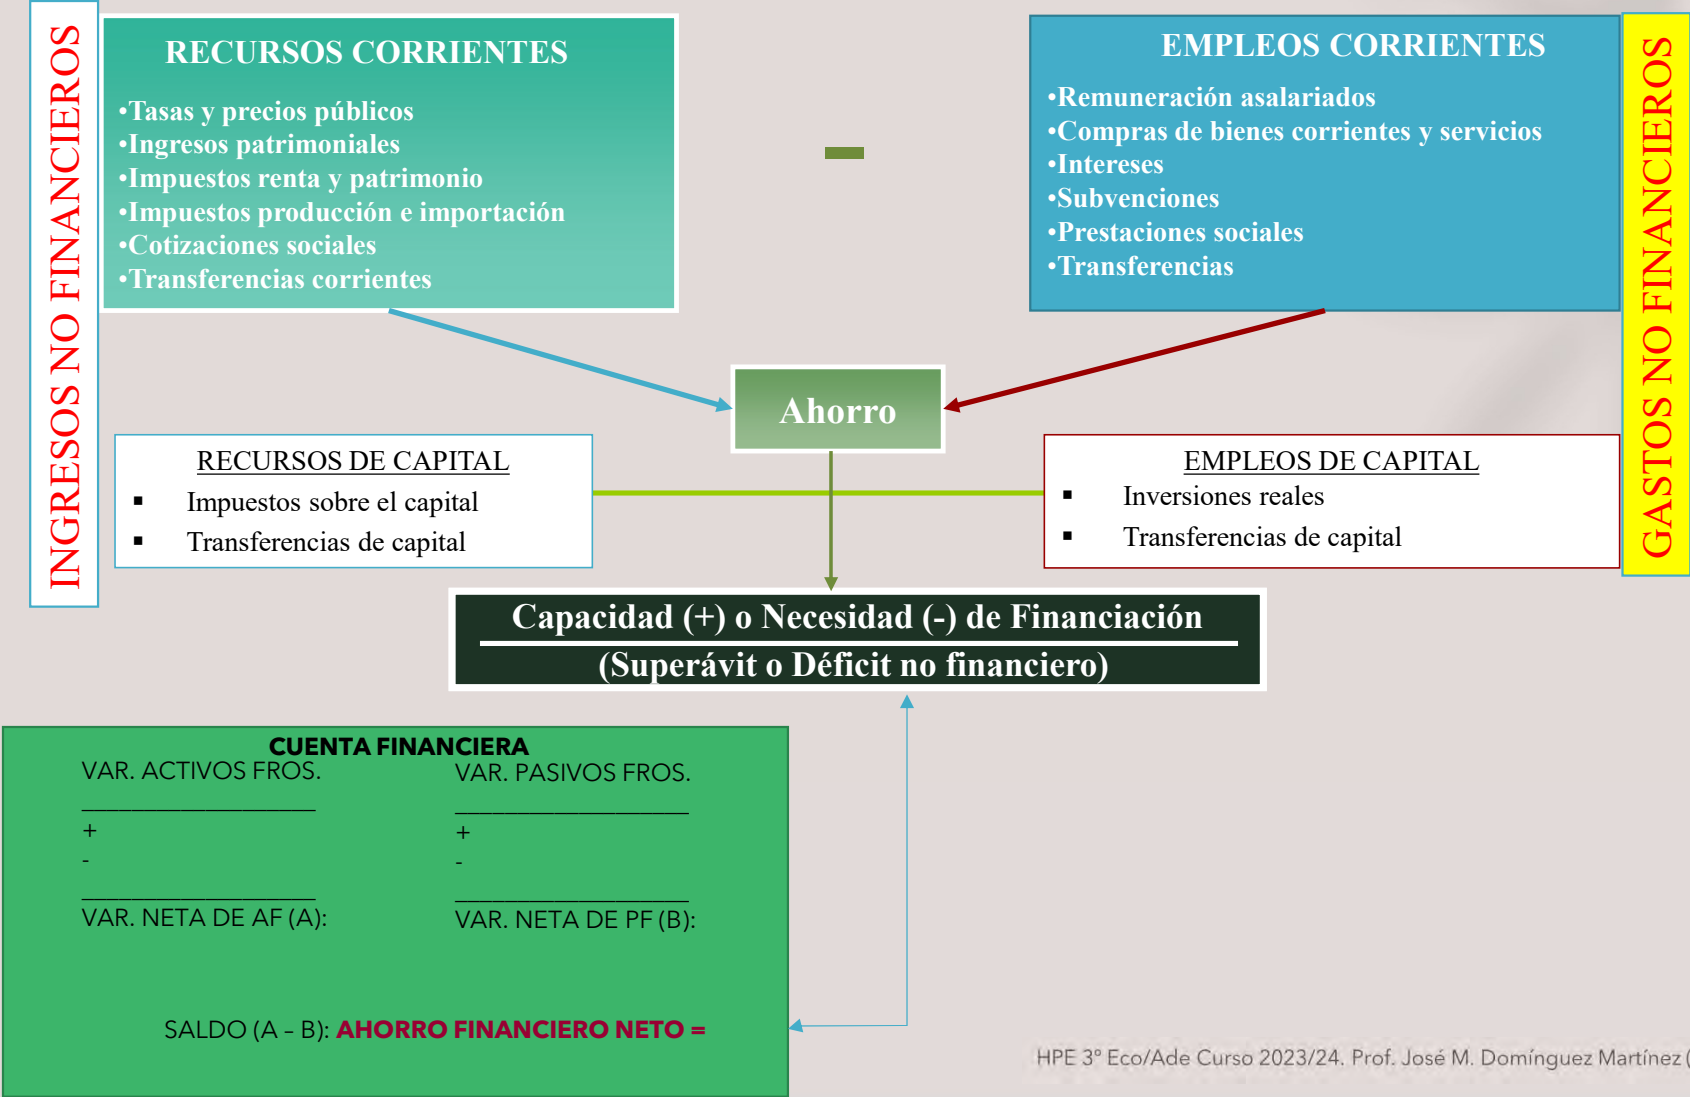 INGRESOS NO FINANCIEROS
RECURSOS CORRIENTES
•Tasas y precios públicos
•Ingresos patrimoniales
•Impuestos renta y patrimonio
•Impuestos producción e importación
•Cotizaciones sociales
•Transferencias corrientes
-
EMPLEOS CORRIENTES
•Remuneración asalariados
•Compras de bienes corrientes y servicios
•Intereses
•Subvenciones
•Prestaciones sociales
•Transferencias
GASTOS NO FINANCIEROS
Ahorro
RECURSOS DE CAPITAL
▪ Impuestos sobre el capital
▪ Transferencias de capital
EMPLEOS DE CAPITAL
▪ Inversiones reales
▪ Transferencias de capital
Capacidad (+) o Necesidad (-) de Financiación
(Superávit o Déficit no financiero)
CUENTA FINANCIERA
VAR. ACTIVOS FROS.
___________________
+
-
___________________
VAR. NETA DE AF (A):
VAR. PASIVOS FROS.
___________________
+
-
___________________
VAR. NETA DE PF (B):
SALDO (A – B): AHORRO FINANCIERO NETO =
HPE 3º Eco/Ade Curso 2023/24. Prof. José M. Domínguez Martínez (